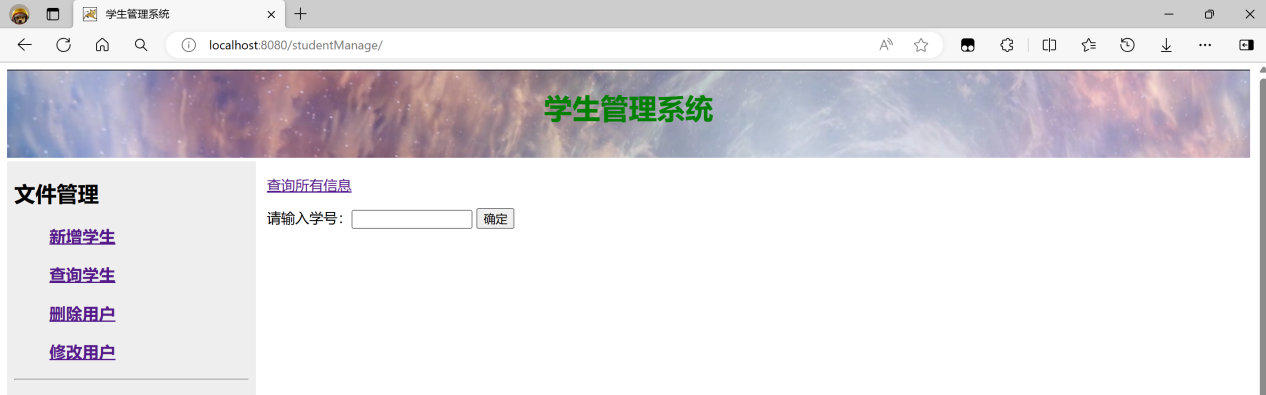 学生管理系统
localhost:8080/studentManage/
学生管理系统
文件管理
新增学生
查询学生
删除用户
修改用户
查询所有信息
请输入学号： 确定